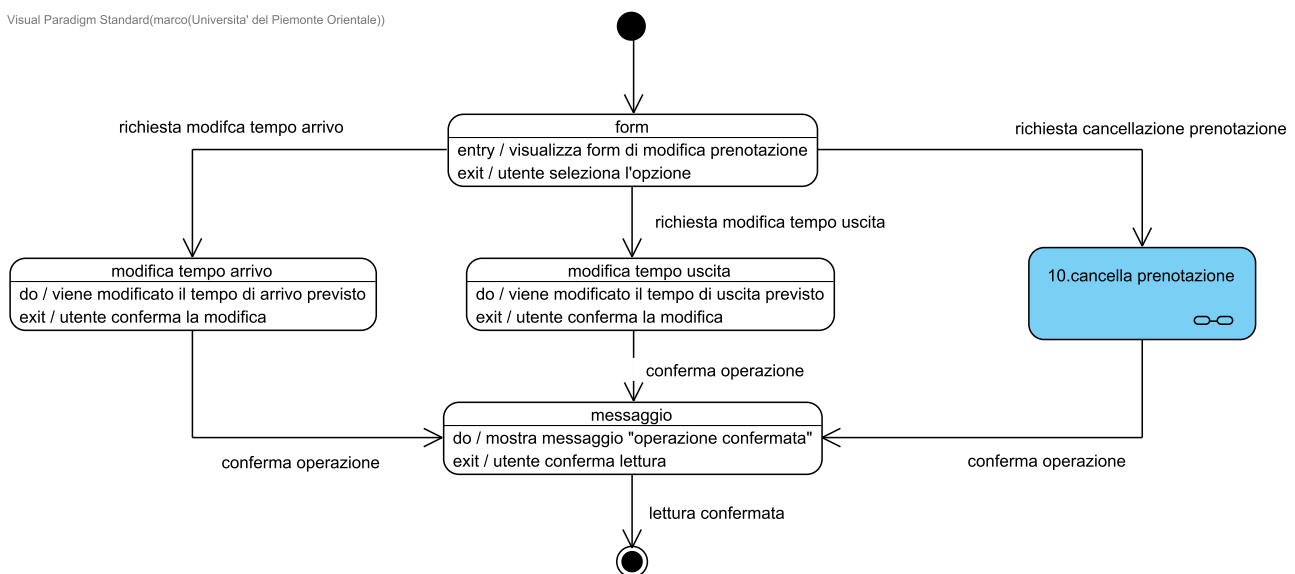 Visual Paradigm Standard(marco(Universita' del Piemonte Orientale))
richiesta modifca tempo arrivo
form
entry / visualizza form di modifica prenotazione
exit / utente seleziona l'opzione
richiesta cancellazione prenotazione
richiesta modifica tempo uscita
modifica tempo arrivo
do / viene modificato il tempo di arrivo previsto
exit / utente conferma la modifica
modifica tempo uscita
do / viene modificato il tempo di uscita previsto
exit / utente conferma la modifica
10.cancella prenotazione
conferma operazione
messaggio
do / mostra messaggio "operazione confermata"
exit / utente conferma lettura
conferma operazione
conferma operazione
lettura confermata